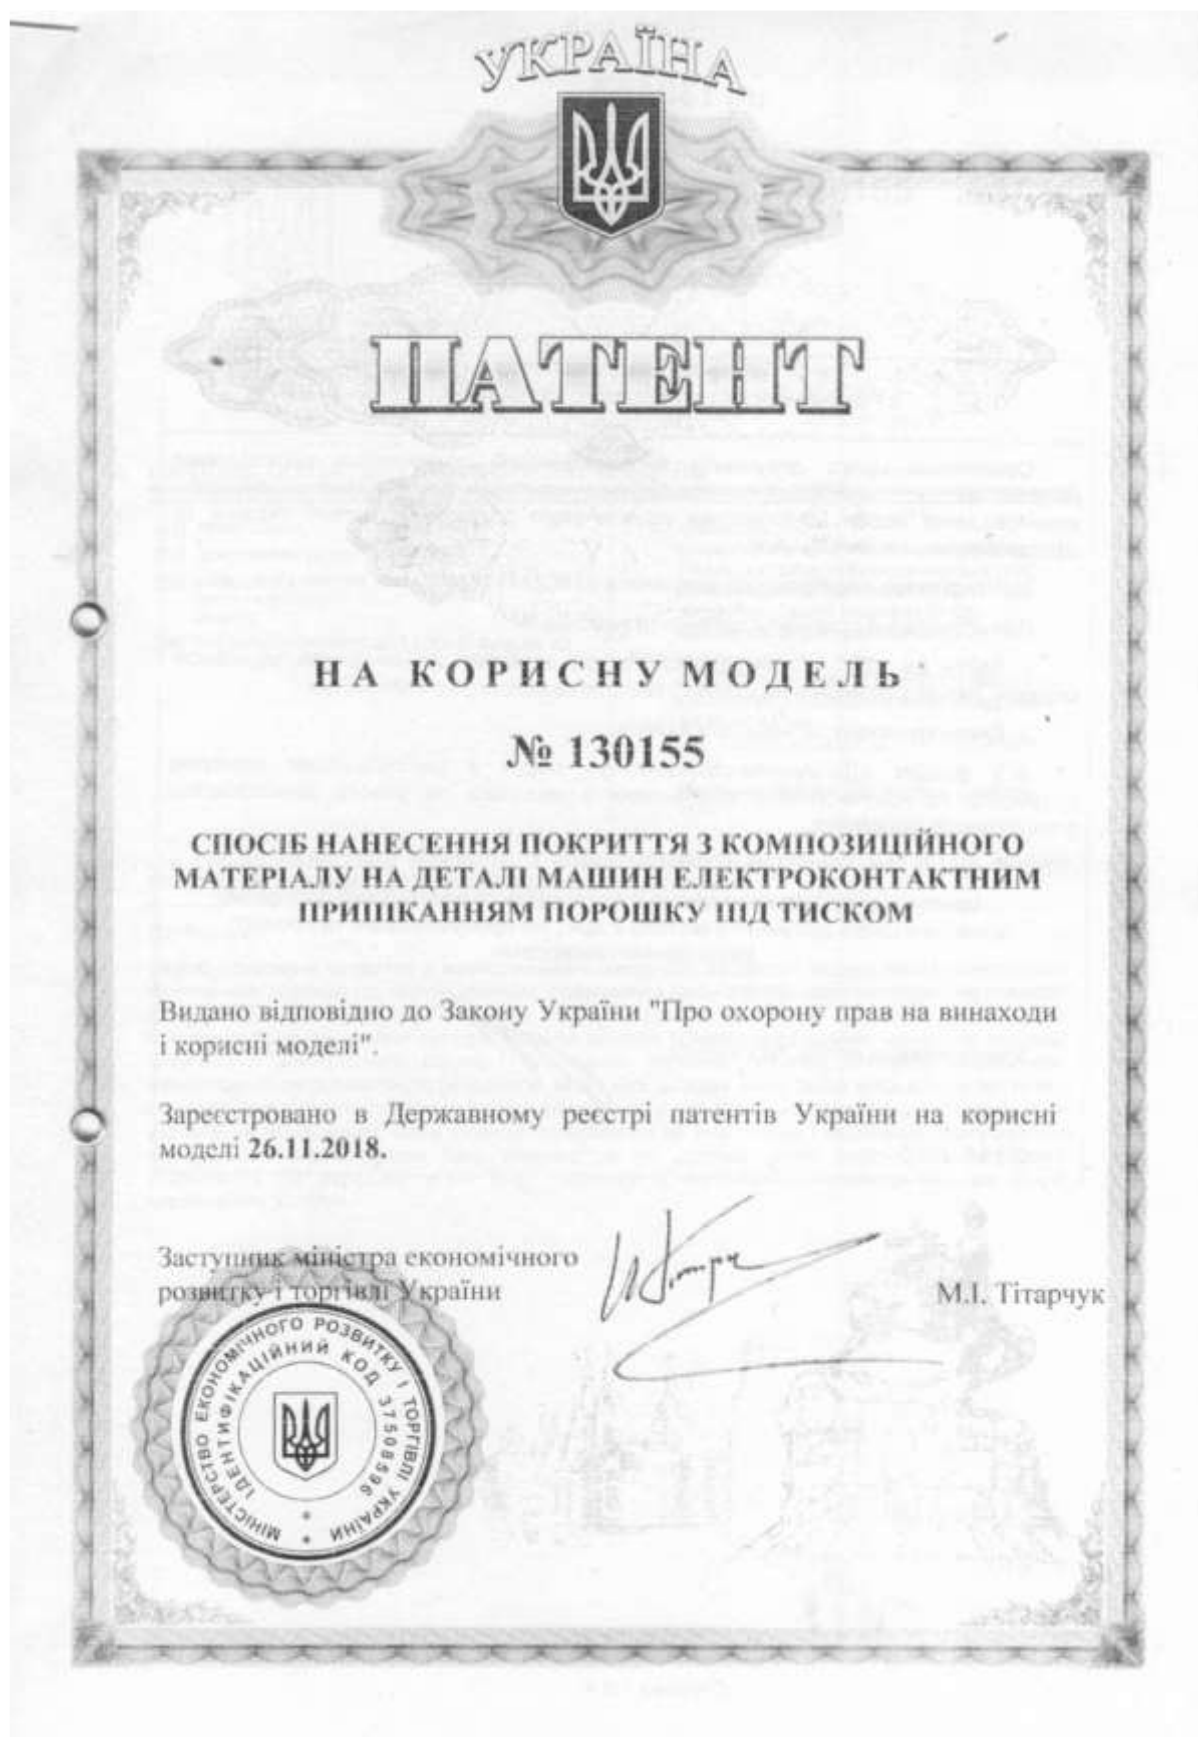 УКРАЇНА
ПАТЕНТ
НА КОРИСНУ МОДЕЛЬ
№ 130155
СПОСІБ НАНЕСЕННЯ ПОКРИТТЯ З КОМПОЗИЦІЙНОГО
МАТЕРІАЛУ НА ДЕТАЛІ МАШИН ЕЛЕКТРОКОНТАКТНИМ
ПРИПІКАННЯМ ПОРОШКУ ПІД ТИСКОМ
Видано відповідно до Закону України "Про охорону прав на винаходи
і корисні моделі".
Зареєстровано в Державному реєстрі патентів України на корисні
моделі 26.11.2018.
Заступник міністра економічного
розвитку і торгівлі України
М.І. Тітарчук
МІНІСТЕРСТВО ЕКОНОМІЧНОГО РОЗВИТКУ І ТОРГІВЛІ УКРАЇНИ
ІДЕНТИФІКАЦІЙНИЙ КОД 37508596